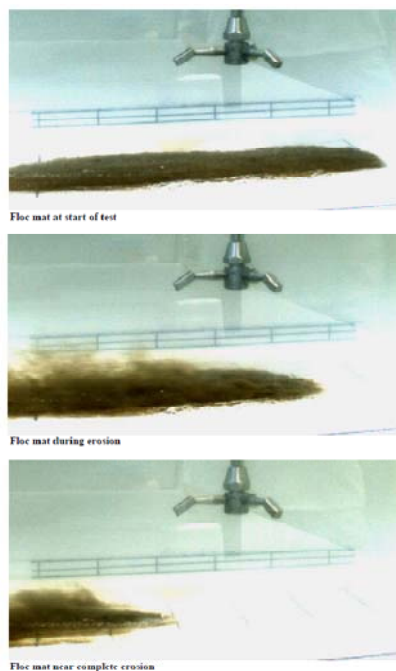 Floc mat at start of test
Floc mat during erosion
Floc mat near complete erosion